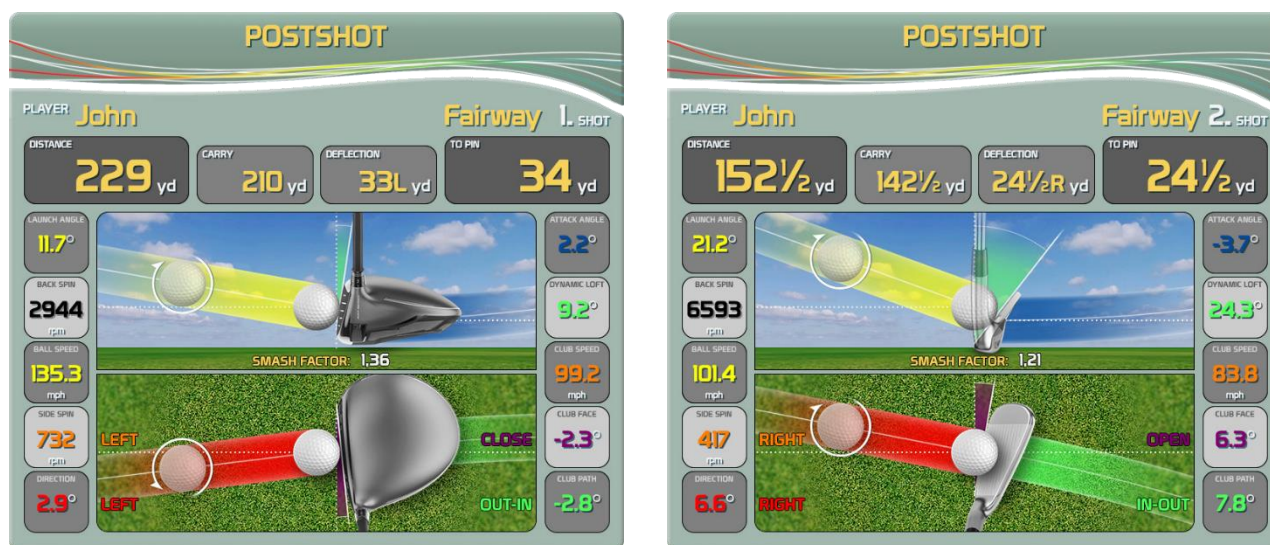 POSTSHOT
PLAYER John Fairway 1. SHOT
DISTANCE CARRY DEFLECTION TO PIN
229 yd 210 yd 33L yd 34 yd
LAUNCH ANGLE ATTACK ANGLE
11.7° 2.2°
BACK SPIN DYNAMIC LOFT
2944 9.2°
rpm
SMASH FACTOR: 1,36
BALL SPEED CLUB SPEED
135.3 99.2
mph mph
SIDE SPIN CLUB FACE
732 LEFT CLOSE -2.3°
rpm
DIRECTION CLUB PATH
2.9° LEFT OUT-IN -2.8°
POSTSHOT
PLAYER John Fairway 2. SHOT
DISTANCE CARRY DEFLECTION TO PIN
152½ yd 142½ yd 24½R yd 24½ yd
LAUNCH ANGLE ATTACK ANGLE
21.2° -3.7°
BACK SPIN DYNAMIC LOFT
6593 24.3°
rpm
SMASH FACTOR: 1,21
BALL SPEED CLUB SPEED
101.4 83.8
mph mph
SIDE SPIN CLUB FACE
417 RIGHT OPEN 6.3°
rpm
DIRECTION CLUB PATH
6.6° RIGHT IN-OUT 7.8°